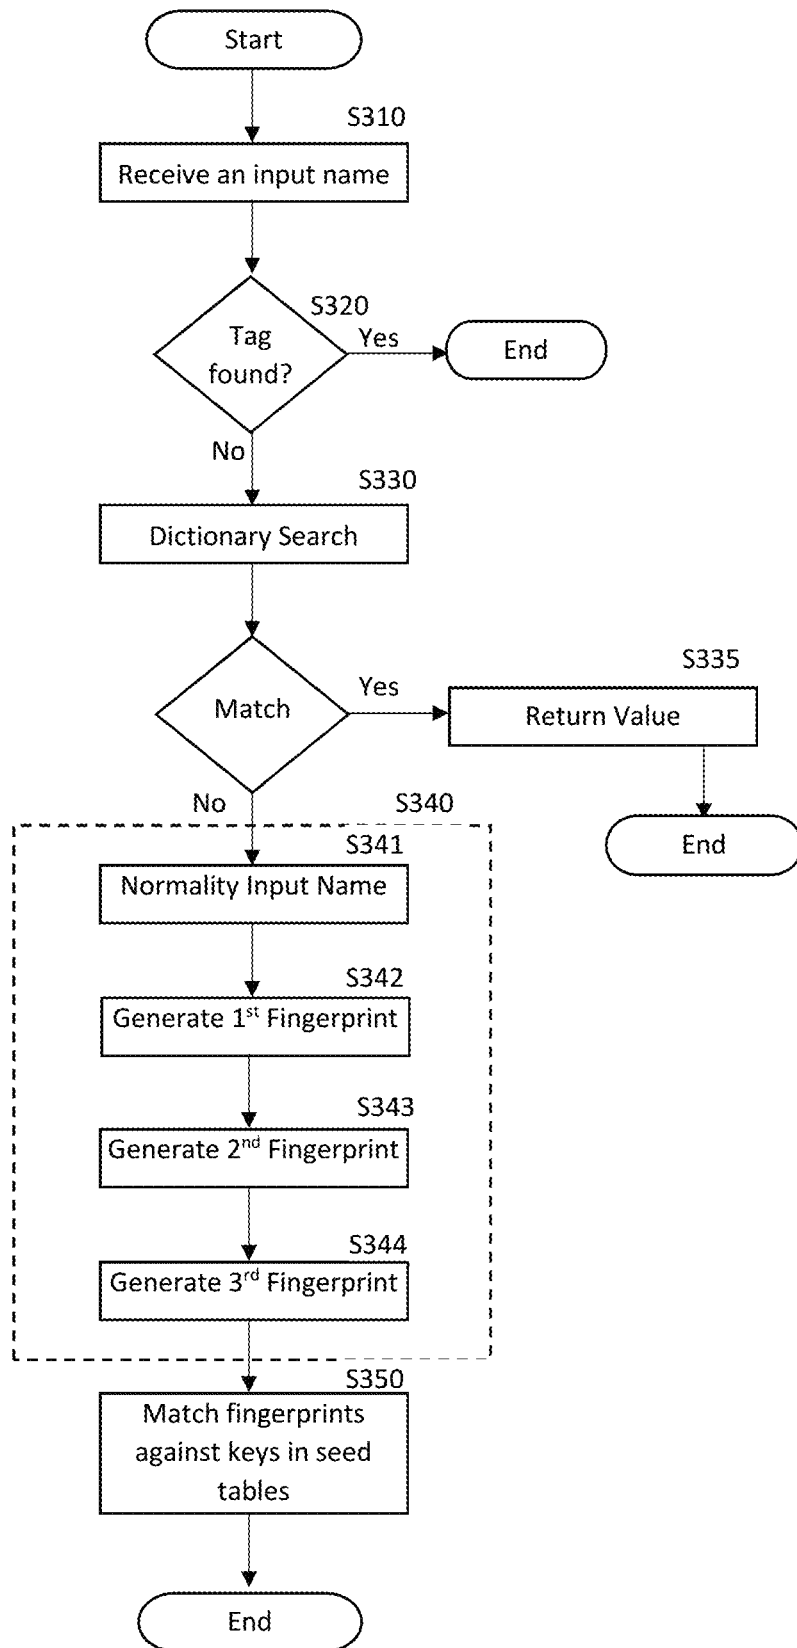 Start
S310
Receive an input name
S320
Tag
found?
Yes
End
No
S330
Dictionary Search
Match
Yes
S335
Return Value
End
No
S340
S341
Normality Input Name
S342
Generate 1st Fingerprint
S343
Generate 2nd Fingerprint
S344
Generate 3rd Fingerprint
S350
Match fingerprints
against keys in seed
tables
End